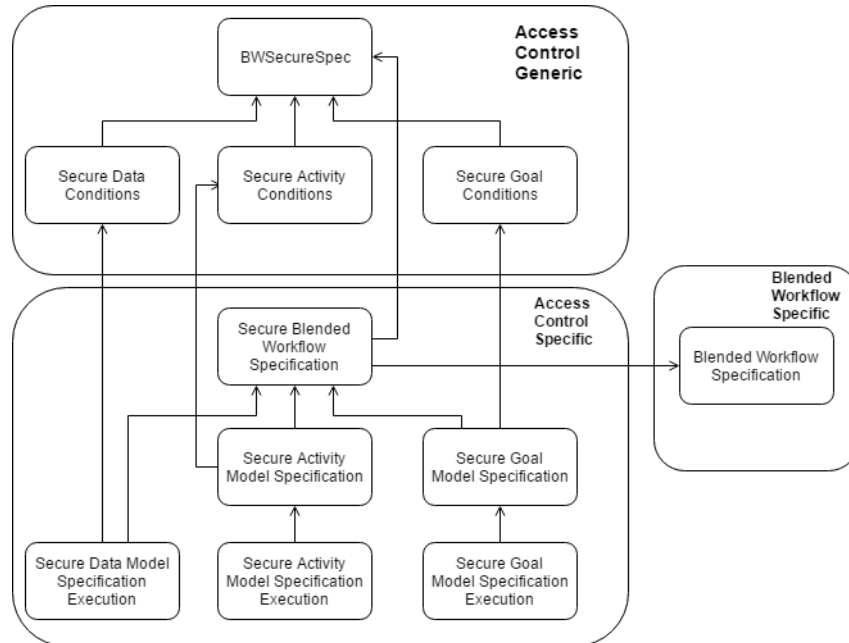 Access
Control
Generic
BWSecureSpec
Secure Data
Conditions
Secure Activity
Conditions
Secure Goal
Conditions
Access
Control
Specific
Blended
Workflow
Specific
Secure Blended
Workflow
Specification
Blended Workflow
Specification
Secure Activity
Model Specification
Secure Goal
Model Specification
Secure Data Model
Specification
Execution
Secure Activity
Model Specification
Execution
Secure Goal
Model Specification
Execution